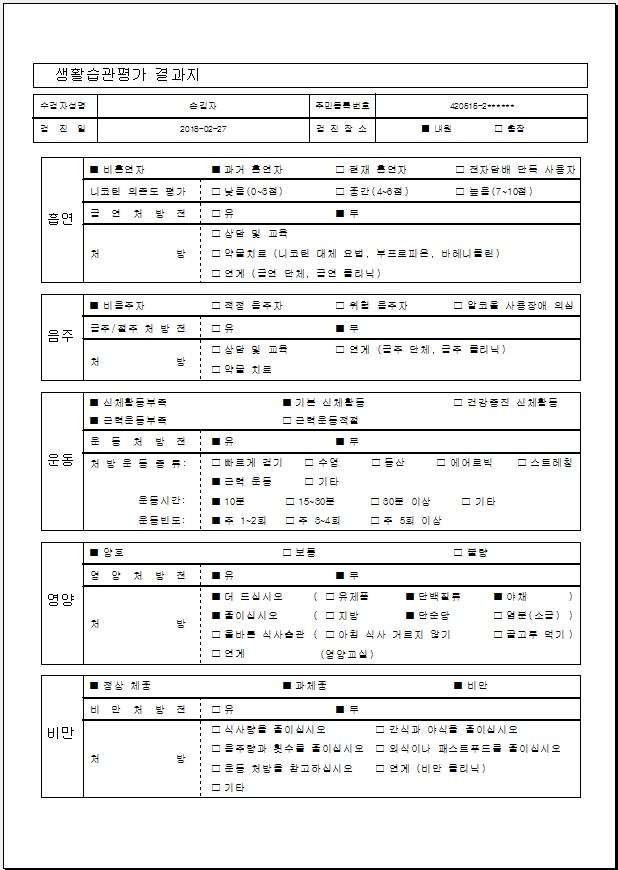 생활습관평가 결과지
수검자성명 손길자 주민등록번호 420515-2******
검 진 일 2018-02-27 검 진 장 소 ■ 내원 □ 출장
흡연
■ 비흡연자 ■ 과거 흡연자 □ 현재 흡연자 □ 전자담배 단독 사용자
니코틴 의존도 평가 □ 낮음(0~3점) □ 중간(4~6점) □ 높음(7~10점)
금 연 처 방 전 □ 유 ■ 무
처 방 □ 상담 및 교육
□ 약물치료 (니코틴 대체 요법, 부프로피온, 바레니클린)
□ 연계 (금연 단체, 금연 클리닉)
음주
■ 비음주자 □ 적정 음주자 □ 위험 음주자 □ 알코올 사용장애 의심
금주/절주 처 방 전 □ 유 ■ 무
처 방 □ 상담 및 교육 □ 연계 (금주 단체, 금주 클리닉)
□ 약물 치료
운동
■ 신체활동부족 ■ 기본 신체활동 □ 건강증진 신체활동
■ 근력운동부족 □ 근력운동적절
운 동 처 방 전 ■ 유 ■ 무
처 방 운 동 종 류: □ 빠르게 걷기 □ 수영 □ 등산 □ 에어로빅 □ 스트레칭
■ 근력 운동 □ 기타
운동시간: ■ 10분 □ 15~30분 □ 30분 이상 □ 기타
운동빈도: ■ 주 1~2회 □ 주 3~4회 □ 주 5회 이상
영양
■ 양호 □ 보통 □ 불량
영 양 처 방 전 ■ 유 ■ 무
처 방 ■ 더 드십시오 ( □ 유제품 ■ 단백질류 ■ 야채 )
■ 줄이십시오 ( □ 지방 ■ 단순당 □ 염분(소금) )
□ 올바른 식사습관 ( □ 아침 식사 거르지 않기 □ 골고루 먹기 )
□ 연계 (영양교실)
비만
■ 정상 체중 ■ 과체중 ■ 비만
비 만 처 방 전 □ 유 ■ 무
처 방 □ 식사량을 줄이십시오 □ 간식과 야식을 줄이십시오
□ 음주량과 횟수를 줄이십시오 □ 외식이나 패스트푸드를 줄이십시오
□ 운동 처방을 참고하십시오 □ 연계 (비만 클리닉)
□ 기타